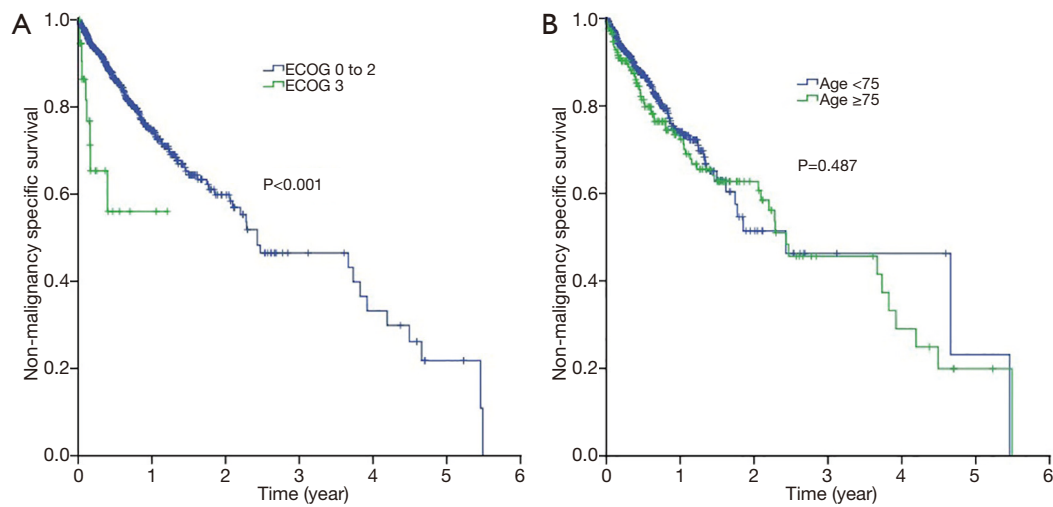 A
Non-malignancy specific survival
1.0
0.8
0.6
0.4
0.2
0.0
ECOG 0 to 2
ECOG 3
P<0.001
0 1 2 3 4 5 6
Time (year)
B
Non-malignancy specific survival
1.0
0.8
0.6
0.4
0.2
0.0
Age <75
Age ≥75
P=0.487
0 1 2 3 4 5 6
Time (year)